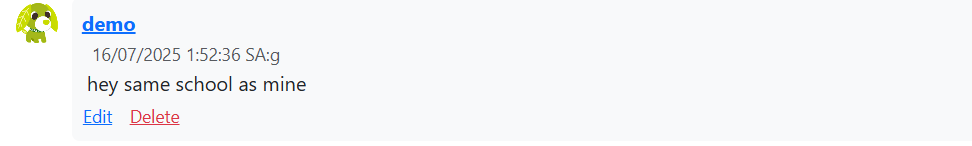 demo
16/07/2025 1:52:36 SA:g
hey same school as mine
Edit Delete